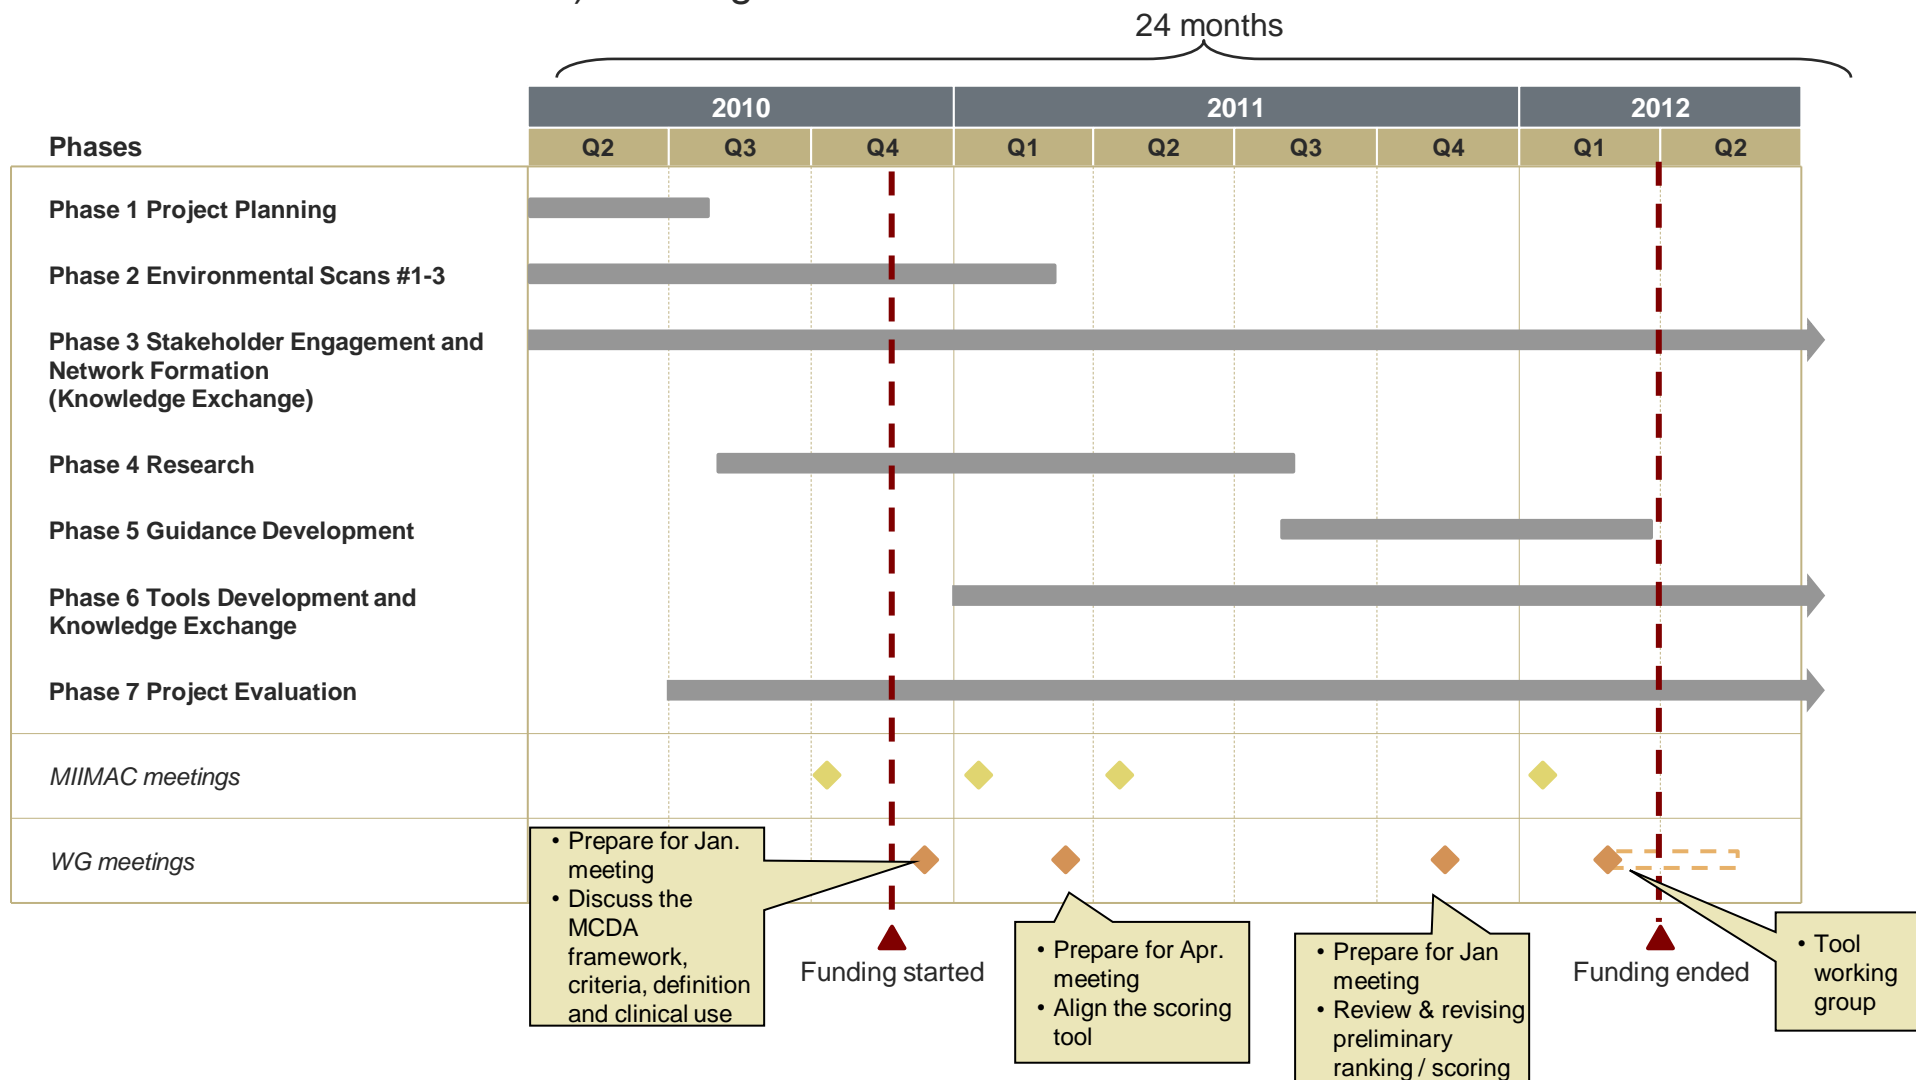 24 months
2010 2011 2012
Phases Q2 Q3 Q4 Q1 Q2 Q3 Q4 Q1 Q2
Phase 1 Project Planning
Phase 2 Environmental Scans #1-3
Phase 3 Stakeholder Engagement and
Network Formation
(Knowledge Exchange)
Phase 4 Research
Phase 5 Guidance Development
Phase 6 Tools Development and
Knowledge Exchange
Phase 7 Project Evaluation
MIIMAC meetings
WG meetings
• Prepare for Jan.
meeting
• Discuss the
MCDA
framework,
criteria, definition
and clinical use
Funding started
• Prepare for Apr.
meeting
• Align the scoring
tool
• Prepare for Jan
meeting
• Review & revising
preliminary
ranking / scoring
Funding ended
• Tool
working
group